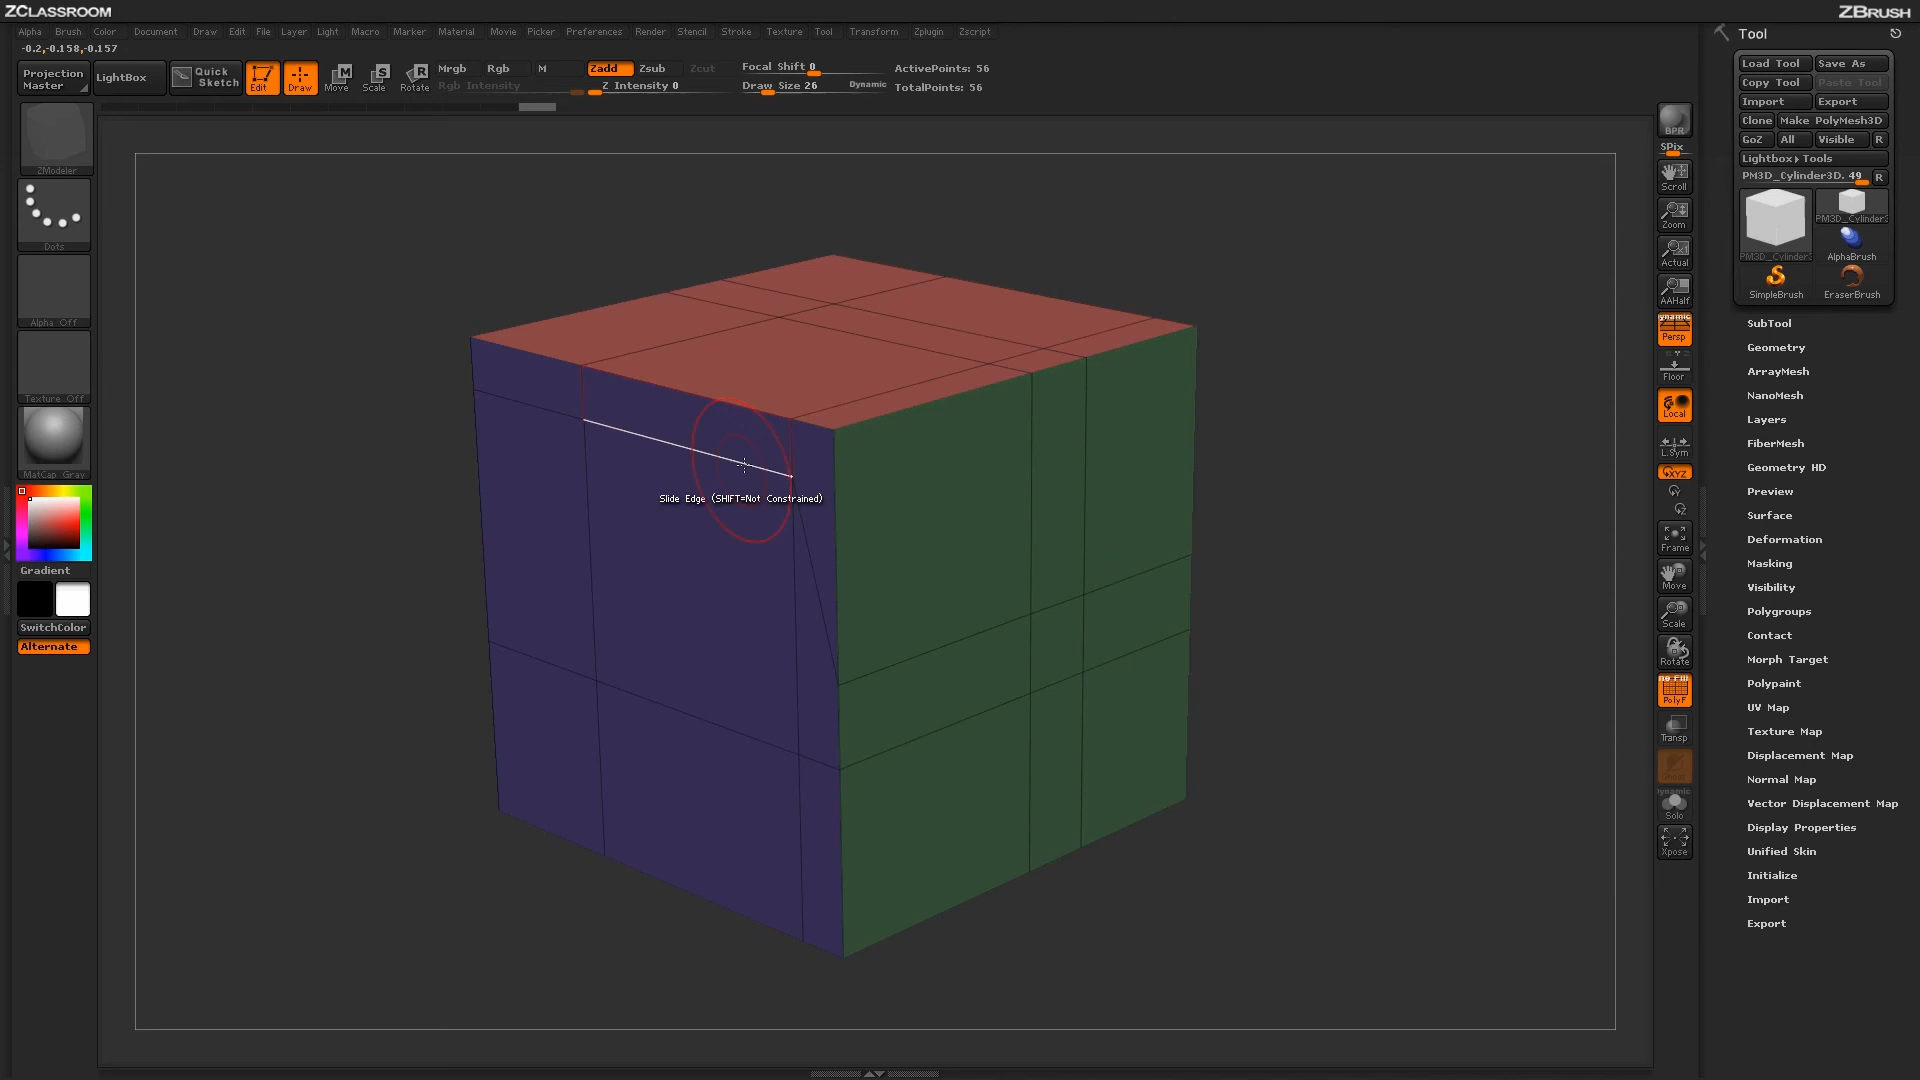 ZCLASSROOM
ZBRUSH
Alpha Brush Color Document Draw Edit File Layer Light Macro Marker Material Movie Picker Preferences Render Stencil Stroke Texture Tool Transform Zplugin Zscript
-0.2,-0.158,-0.157
Projection Master
LightBox
Quick Sketch
Edit
Draw
Move
Scale
Rotate
Mrgb Rgb M
Rgb Intensity
Zadd Zsub Zcut
Z Intensity 0
Focal Shift 0
Draw Size 26
Dynamic
ActivePoints: 56
TotalPoints: 56
ZModeler
Dots
Alpha Off
Texture Off
MatCap Gray
Gradient
SwitchColor
Alternate
Slide Edge (SHIFT=Not Constrained)
BPR
SPix
Scroll
Zoom
Actual
AAHalf
Persp
Floor
Local
L.Sym
XYZ
Frame
Move
Scale
Rotate
PolyF
Transp
Dynamic
Solo
Xpose
Tool
Load Tool Save As
Copy Tool Paste Tool
Import Export
Clone Make PolyMesh3D
GoZ All Visible R
Lightbox▸Tools
PM3D_Cylinder3D. 49 R
PM3D_Cylinder3
PM3D_Cylinder3
AlphaBrush
SimpleBrush
EraserBrush
SubTool
Geometry
ArrayMesh
NanoMesh
Layers
FiberMesh
Geometry HD
Preview
Surface
Deformation
Masking
Visibility
Polygroups
Contact
Morph Target
Polypaint
UV Map
Texture Map
Displacement Map
Normal Map
Vector Displacement Map
Display Properties
Unified Skin
Initialize
Import
Export